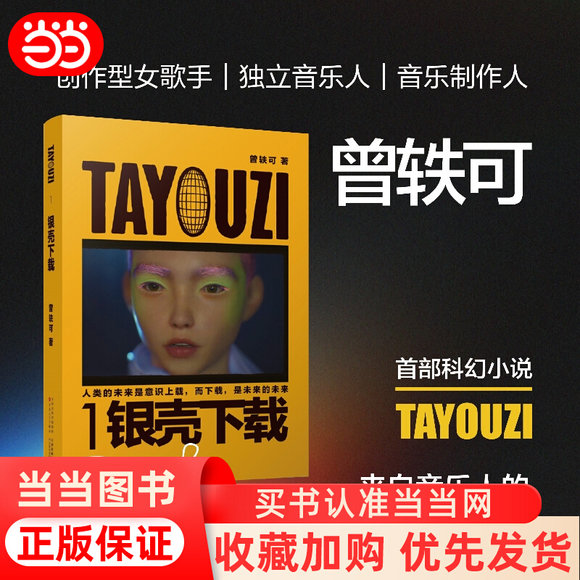 当当
创作型女歌手｜独立音乐人｜音乐制作人
曾轶可
TAYOUZI
1
银壳下载
曾轶可 著
曾轶可 著
TAYOUZI
人类的未来是意识上载，而下载，是未来的未来
1银壳下载
首部科幻小说
TAYOUZI
来自音乐人的
当当图书
正版保证
买书认准当当网
收藏加购 优先发货